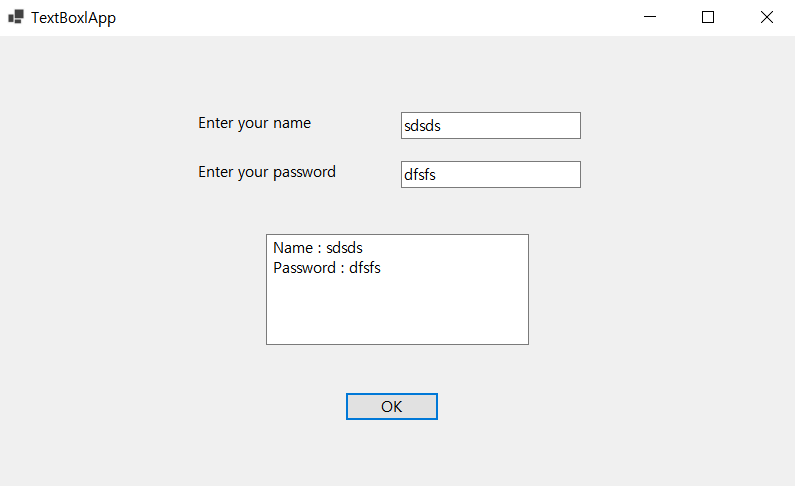 TextBoxlApp
Enter your name sdsds
Enter your password dfsfs
Name : sdsds
Password : dfsfs
OK